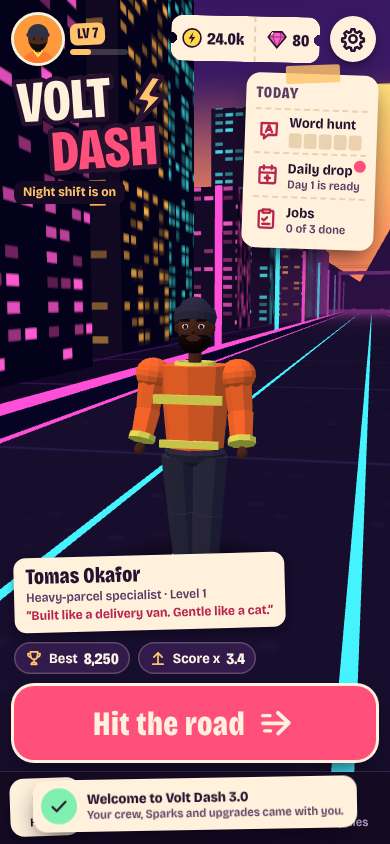 LV 7
24.0k
80
VOLT
DASH
Night shift is on
TODAY
Word hunt
Daily drop
Day 1 is ready
Jobs
0 of 3 done
Tomas Okafor
Heavy-parcel specialist · Level 1
“Built like a delivery van. Gentle like a cat.”
Best 8,250
Score x 3.4
Hit the road
Welcome to Volt Dash 3.0
Your crew, Sparks and upgrades came with you.